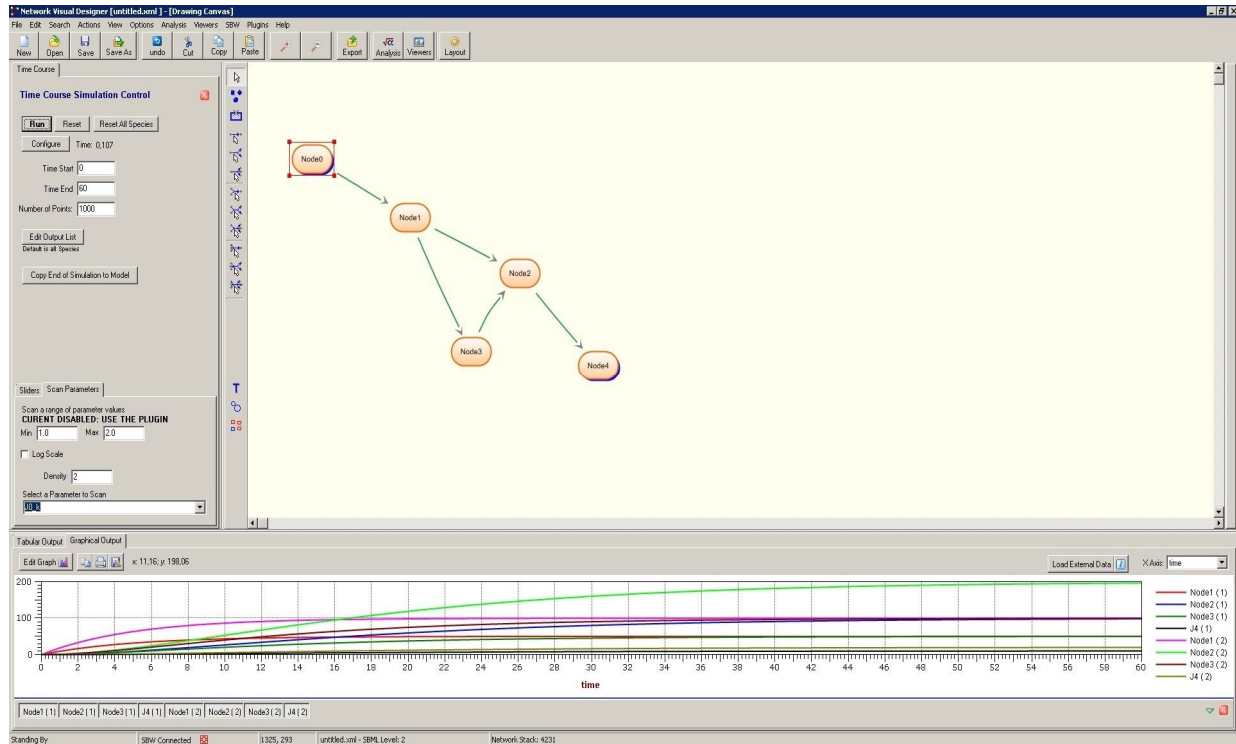 Network Visual Designer [untitled.xml ] - [Drawing Canvas]
File Edit Search Actions View Options Analysis Viewers SBW Plugins Help
New Open Save Save As undo Cut Copy Paste Export Analysis Viewers Layout
Time Course
Time Course Simulation Control
Run Reset Reset All Species
Configure Time: 0,107
Time Start 0
Time End 60
Number of Points: 1000
Edit Output List
Default is all Species
Copy End of Simulation to Model
Node0
Node1
Node2
Node3
Node4
T
Sliders Scan Parameters
Scan a range of parameter values
CURENT DISABLED: USE THE PLUGIN
Min 1.0 Max 2.0
Log Scale
Density 2
Select a Parameter to Scan
J0_k
Tabular Output Graphical Output
Edit Graph x: 11,16; y: 198,06 Load External Data X Axis: time
200
100
0
0 2 4 6 8 10 12 14 16 18 20 22 24 26 28 30 32 34 36 38 40 42 44 46 48 50 52 54 56 58 60
time
Node1 (1)
Node2 (1)
Node3 (1)
J4 (1)
Node1 (2)
Node2 (2)
Node3 (2)
J4 (2)
Node1 (1) Node2 (1) Node3 (1) J4 (1) Node1 (2) Node2 (2) Node3 (2) J4 (2)
Standing By SBW Connected 1325, 293 untitled.xml - SBML Level: 2 Network Stack: 4231